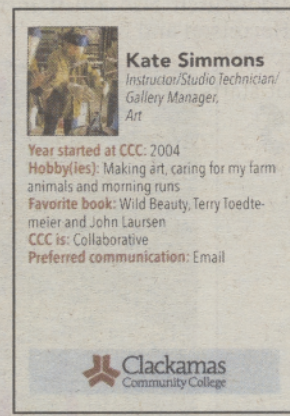 Kate Simmons
Instructor/Studio Technician/
Gallery Manager,
Art
Year started at CCC: 2004
Hobby(ies): Making art, caring for my farm
animals and morning runs
Favorite book: Wild Beauty, Terry Toedte-
meier and John Laursen
CCC is: Collaborative
Preferred communication: Email
Clackamas
Community College